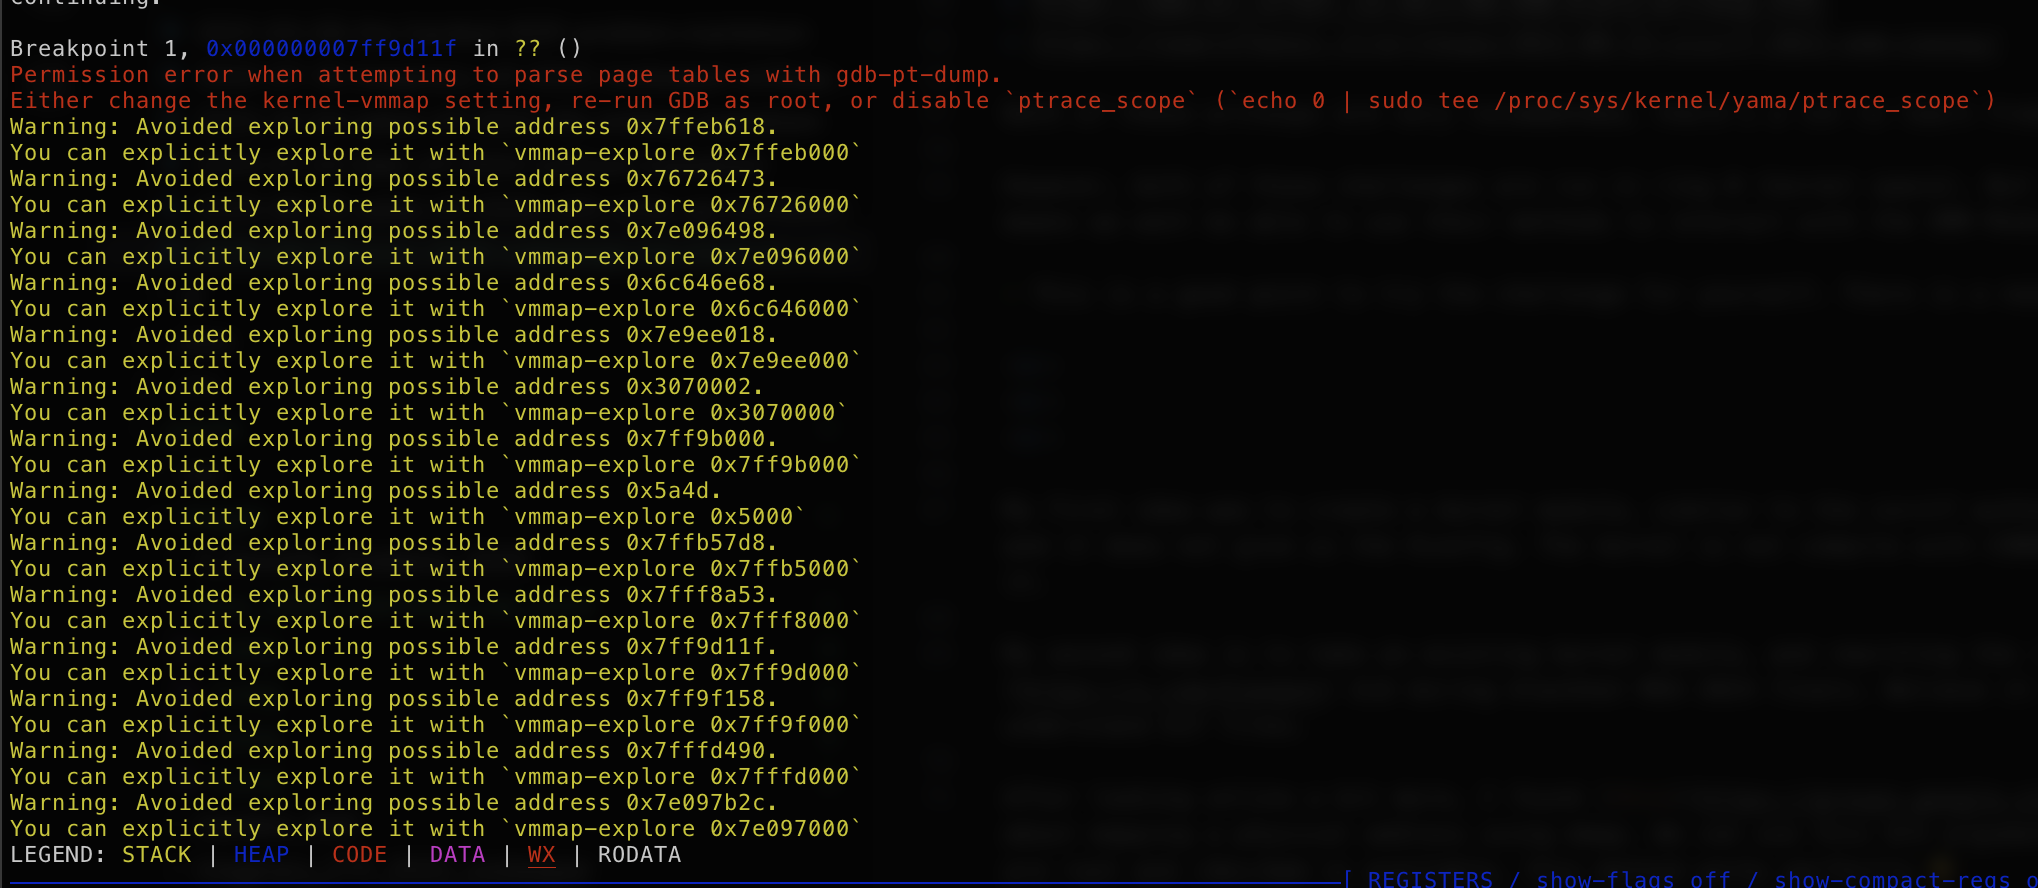 Continuing.
Breakpoint 1, 0x000000007ff9d11f in ?? ()
Permission error when attempting to parse page tables with gdb-pt-dump.
Either change the kernel-vmmap setting, re-run GDB as root, or disable `ptrace_scope` (`echo 0 | sudo tee /proc/sys/kernel/yama/ptrace_scope`)
Warning: Avoided exploring possible address 0x7ffeb618.
You can explicitly explore it with `vmmap-explore 0x7ffeb000`
Warning: Avoided exploring possible address 0x76726473.
You can explicitly explore it with `vmmap-explore 0x76726000`
Warning: Avoided exploring possible address 0x7e096498.
You can explicitly explore it with `vmmap-explore 0x7e096000`
Warning: Avoided exploring possible address 0x6c646e68.
You can explicitly explore it with `vmmap-explore 0x6c646000`
Warning: Avoided exploring possible address 0x7e9ee018.
You can explicitly explore it with `vmmap-explore 0x7e9ee000`
Warning: Avoided exploring possible address 0x3070002.
You can explicitly explore it with `vmmap-explore 0x3070000`
Warning: Avoided exploring possible address 0x7ff9b000.
You can explicitly explore it with `vmmap-explore 0x7ff9b000`
Warning: Avoided exploring possible address 0x5a4d.
You can explicitly explore it with `vmmap-explore 0x5000`
Warning: Avoided exploring possible address 0x7ffb57d8.
You can explicitly explore it with `vmmap-explore 0x7ffb5000`
Warning: Avoided exploring possible address 0x7fff8a53.
You can explicitly explore it with `vmmap-explore 0x7fff8000`
Warning: Avoided exploring possible address 0x7ff9d11f.
You can explicitly explore it with `vmmap-explore 0x7ff9d000`
Warning: Avoided exploring possible address 0x7ff9f158.
You can explicitly explore it with `vmmap-explore 0x7ff9f000`
Warning: Avoided exploring possible address 0x7fffd490.
You can explicitly explore it with `vmmap-explore 0x7fffd000`
Warning: Avoided exploring possible address 0x7e097b2c.
You can explicitly explore it with `vmmap-explore 0x7e097000`
LEGEND: STACK | HEAP | CODE | DATA | WX | RODATA
[ REGISTERS / show-flags off / show-compact-regs